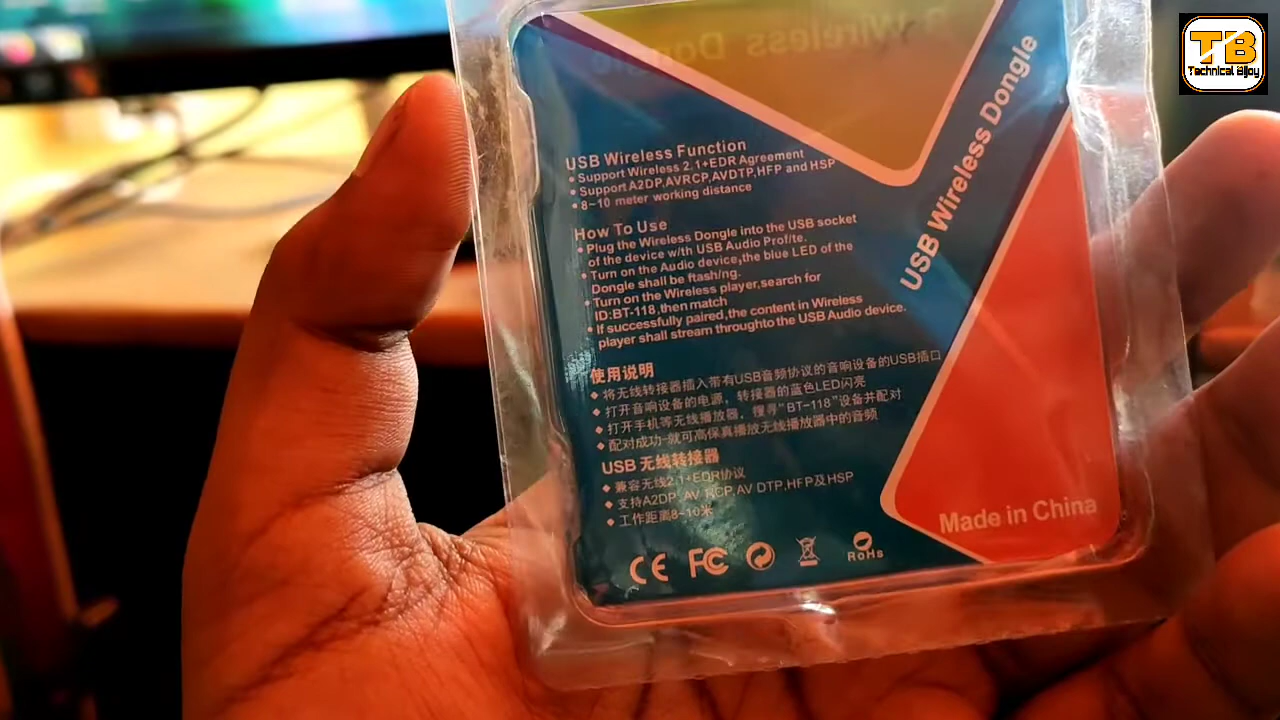 TB
Technical Bijoy
Wireless Dongle
USB Wireless Dongle
USB Wireless Function
• Support Wireless 2.1+EDR Agreement
• Support A2DP,AVRCP,AVDTP,HFP and HSP
• 8-10 meter working distance
How To Use
• Plug the Wireless Dongle into the USB socket
of the device w/th USB Audio Prof/te.
• Turn on the Audio device,the blue LED of the
Dongle shall be ftash/ng.
• Turn on the Wireless player,search for
ID:BT-118,then match
• If successfully paired,the content in Wireless
player shall stream throughto the USB Audio device.
使用说明
◆ 将无线转接器插入带有USB音频协议的音响设备的USB插口
◆ 打开音响设备的电源，转接器的蓝色LED闪亮
◆ 打开手机等无线播放器，搜寻“BT-118”设备并配对
◆ 配对成功-就可高保真播放无线播放器中的音频
USB 无线转接器
◆ 兼容无线2.1+EDR协议
◆ 支持A2DP, AV RCP,AV DTP,HFP及HSP
◆ 工作距离8-10米
CE FC RoHs
Made in China